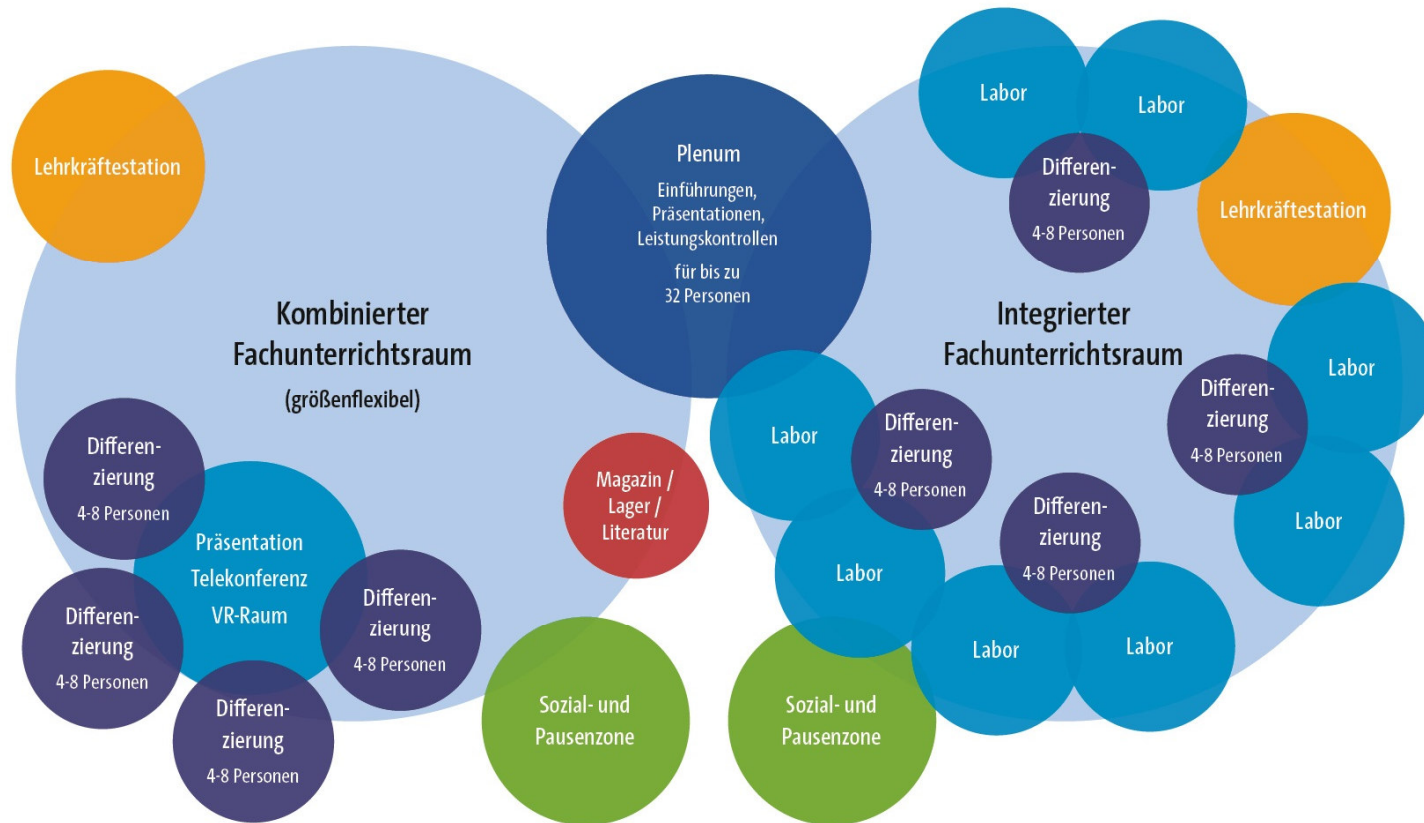 Lehrkräftestation
Kombinierter
Fachunterrichtsraum
(größenflexibel)
Differen-
zierung
4-8 Personen
Präsentation
Telekonferenz
VR-Raum
Differen-
zierung
4-8 Personen
Differen-
zierung
4-8 Personen
Differen-
zierung
4-8 Personen
Plenum
Einführungen,
Präsentationen,
Leistungskontrollen
für bis zu
32 Personen
Magazin /
Lager /
Literatur
Sozial- und
Pausenzone
Sozial- und
Pausenzone
Labor
Labor
Differen-
zierung
4-8 Personen
Lehrkräftestation
Integrierter
Fachunterrichtsraum
Labor
Differen-
zierung
4-8 Personen
Labor
Labor
Differen-
zierung
4-8 Personen
Labor
Differen-
zierung
4-8 Personen
Labor
Labor